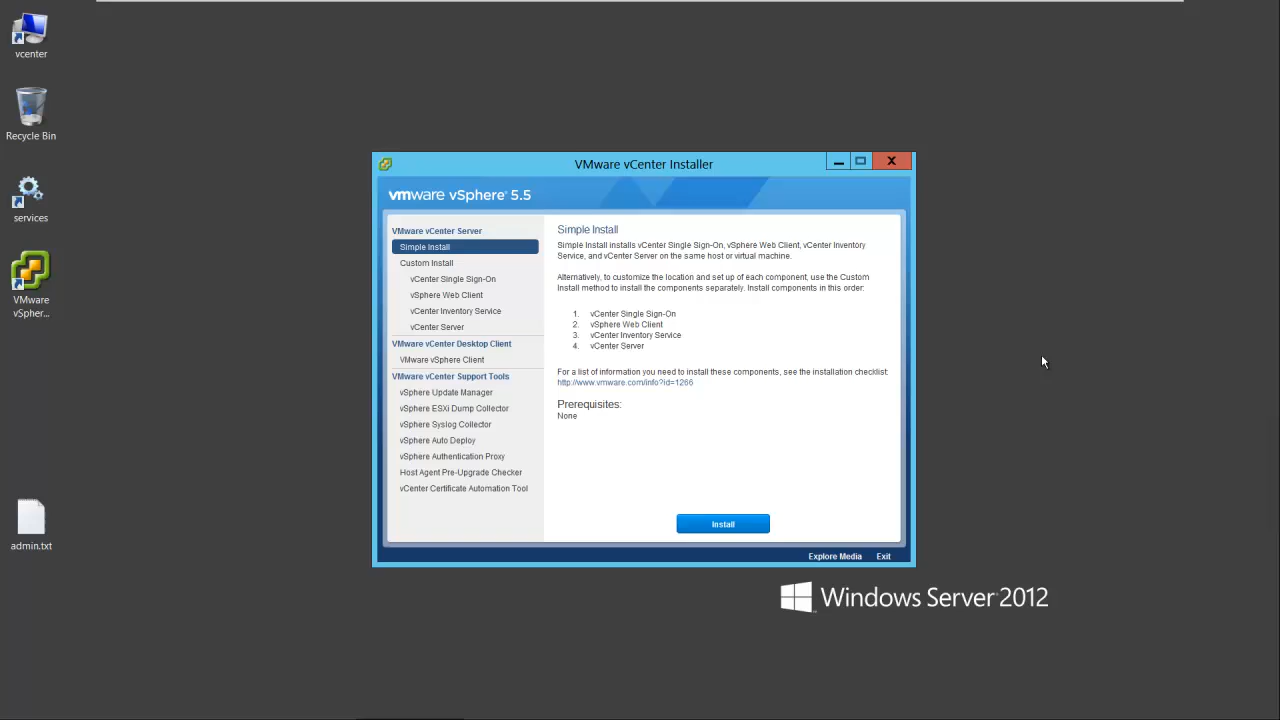 vcenter
Recycle Bin
services
VMware
vSpher...
admin.txt
VMware vCenter Installer
X
vmware vSphere® 5.5
VMware vCenter Server
Simple Install
Custom Install
vCenter Single Sign-On
vSphere Web Client
vCenter Inventory Service
vCenter Server
VMware vCenter Desktop Client
VMware vSphere Client
VMware vCenter Support Tools
vSphere Update Manager
vSphere ESXi Dump Collector
vSphere Syslog Collector
vSphere Auto Deploy
vSphere Authentication Proxy
Host Agent Pre-Upgrade Checker
vCenter Certificate Automation Tool
Simple Install
Simple Install installs vCenter Single Sign-On, vSphere Web Client, vCenter Inventory
Service, and vCenter Server on the same host or virtual machine.
Alternatively, to customize the location and set up of each component, use the Custom
Install method to install the components separately. Install components in this order:
1. vCenter Single Sign-On
2. vSphere Web Client
3. vCenter Inventory Service
4. vCenter Server
For a list of information you need to install these components, see the installation checklist:
http://www.vmware.com/info?id=1266
Prerequisites:
None
Install
Explore Media Exit
Windows Server 2012